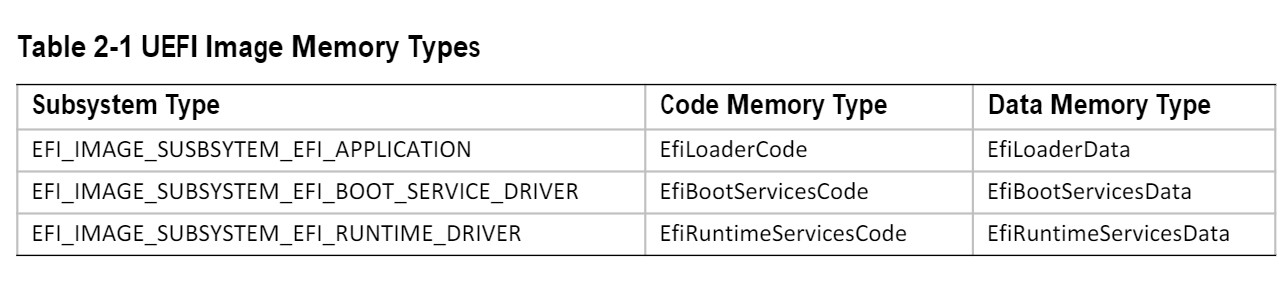 Table 2-1 UEFI Image Memory Types
Subsystem Type Code Memory Type Data Memory Type
EFI_IMAGE_SUSBSYTEM_EFI_APPLICATION EfiLoaderCode EfiLoaderData
EFI_IMAGE_SUBSYSTEM_EFI_BOOT_SERVICE_DRIVER EfiBootServicesCode EfiBootServicesData
EFI_IMAGE_SUBSYSTEM_EFI_RUNTIME_DRIVER EfiRuntimeServicesCode EfiRuntimeServicesData